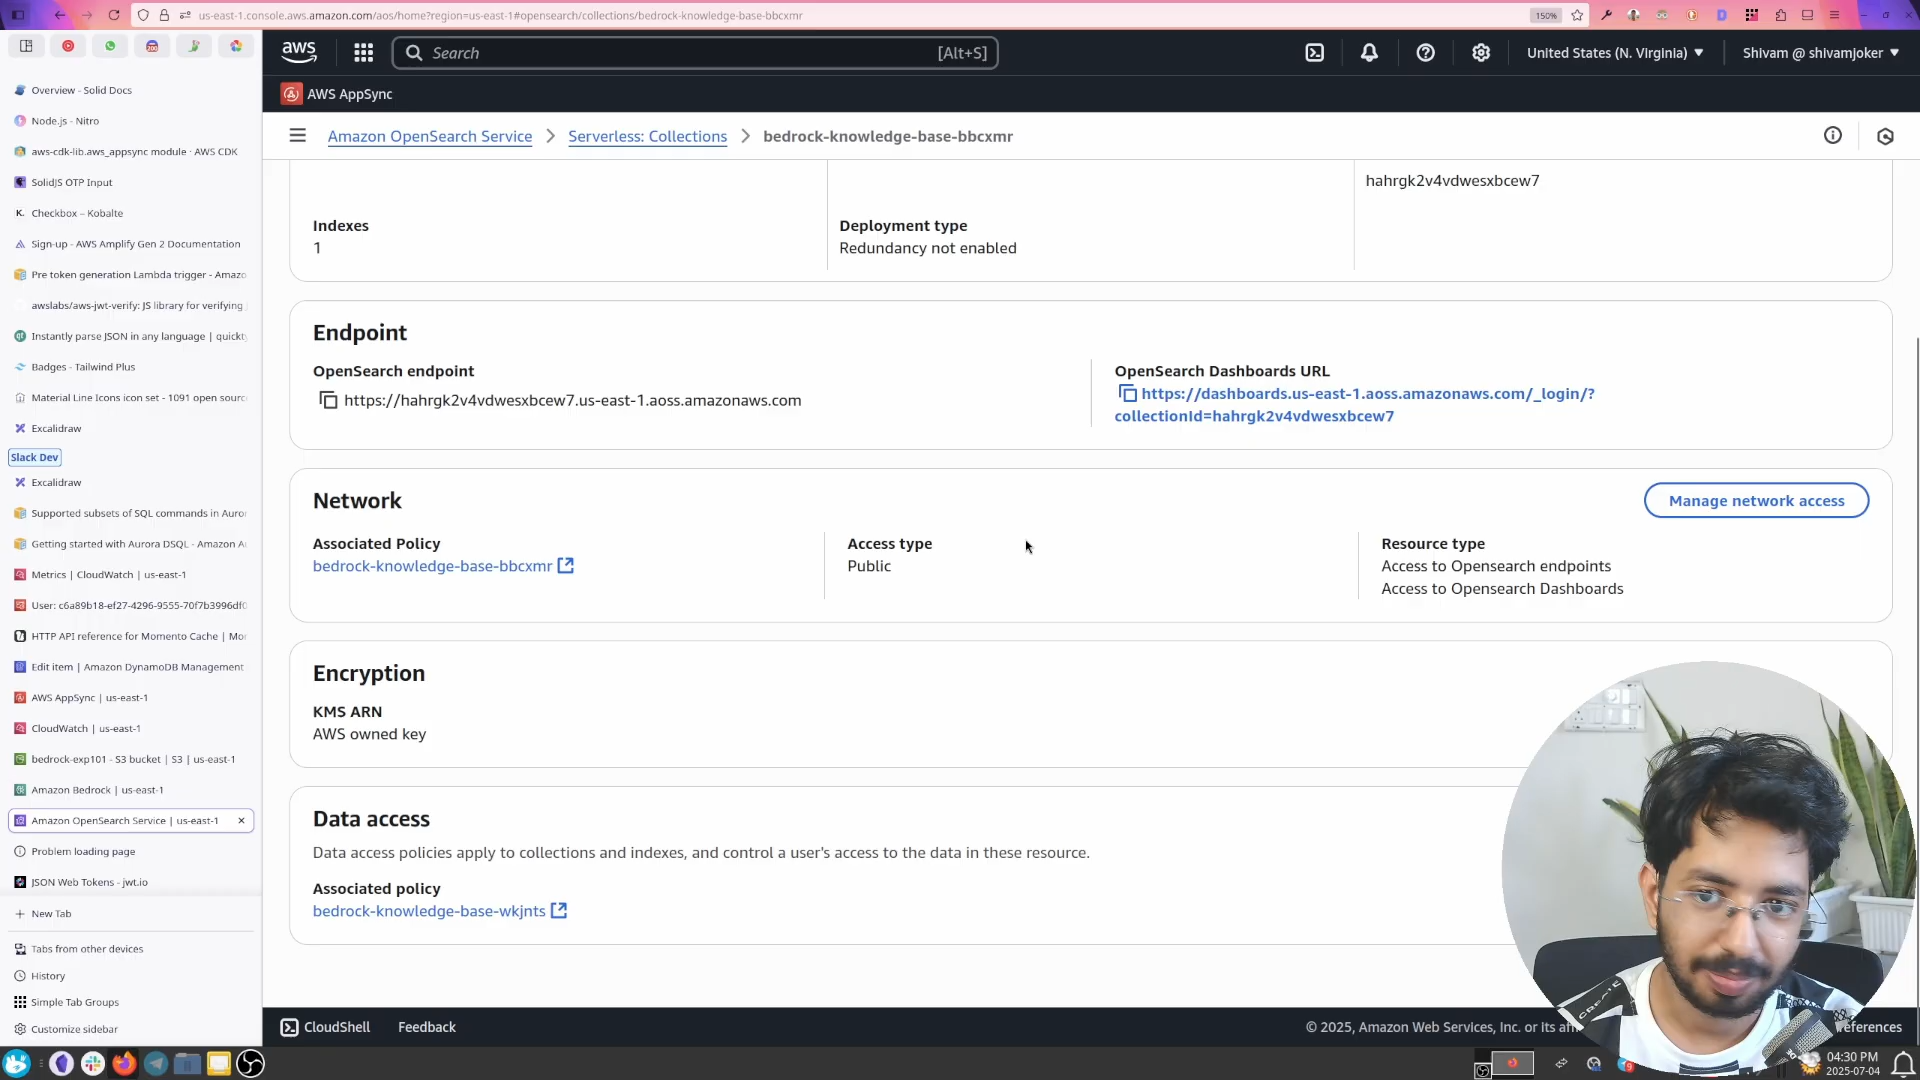 us-east-1.console.aws.amazon.com/aos/home?region=us-east-1#opensearch/collections/bedrock-knowledge-base-bbcxmr
150%
aws
Search
[Alt+S]
United States (N. Virginia)
Shivam @ shivamjoker
AWS AppSync
Amazon OpenSearch Service
Serverless: Collections
bedrock-knowledge-base-bbcxmr
Overview - Solid Docs
Node.js - Nitro
aws-cdk-lib.aws_appsync module · AWS CDK
SolidJS OTP Input
Checkbox – Kobalte
Sign-up - AWS Amplify Gen 2 Documentation
Pre token generation Lambda trigger - Amazo
awslabs/aws-jwt-verify: JS library for verifying
Instantly parse JSON in any language | quickt
Badges - Tailwind Plus
Material Line Icons icon set - 1091 open sourc
Excalidraw
Slack Dev
Excalidraw
Supported subsets of SQL commands in Auro
Getting started with Aurora DSQL - Amazon A
Metrics | CloudWatch | us-east-1
User: c6a89b18-ef27-4296-9555-70f7b3996df
HTTP API reference for Momento Cache | Mo
Edit item | Amazon DynamoDB Management
AWS AppSync | us-east-1
CloudWatch | us-east-1
bedrock-exp101 - S3 bucket | S3 | us-east-1
Amazon Bedrock | us-east-1
Amazon OpenSearch Service | us-east-1
Problem loading page
JSON Web Tokens - jwt.io
New Tab
Tabs from other devices
History
Simple Tab Groups
Customize sidebar
hahrgk2v4vdwesxbcew7
Indexes
1
Deployment type
Redundancy not enabled
Endpoint
OpenSearch endpoint
https://hahrgk2v4vdwesxbcew7.us-east-1.aoss.amazonaws.com
OpenSearch Dashboards URL
https://dashboards.us-east-1.aoss.amazonaws.com/_login/?
collectionId=hahrgk2v4vdwesxbcew7
Network
Manage network access
Associated Policy
bedrock-knowledge-base-bbcxmr
Access type
Public
Resource type
Access to Opensearch endpoints
Access to Opensearch Dashboards
Encryption
KMS ARN
AWS owned key
Data access
Data access policies apply to collections and indexes, and control a user's access to the data in these resource.
Associated policy
bedrock-knowledge-base-wkjnts
CloudShell
Feedback
© 2025, Amazon Web Services, Inc. or its aff
eferences
04:30 PM
2025-07-04